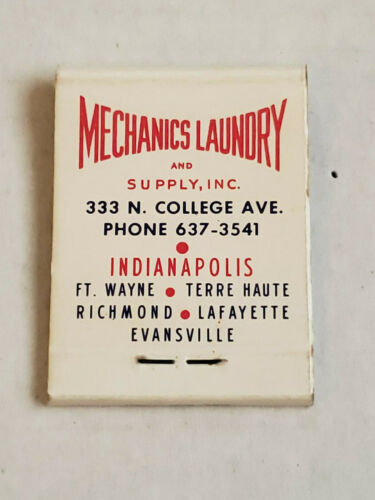 MECHANICS LAUNDRY
AND
SUPPLY, INC.
333 N. COLLEGE AVE.
PHONE 637-3541
INDIANAPOLIS
FT. WAYNE ● TERRE HAUTE
RICHMOND ● LAFAYETTE
EVANSVILLE